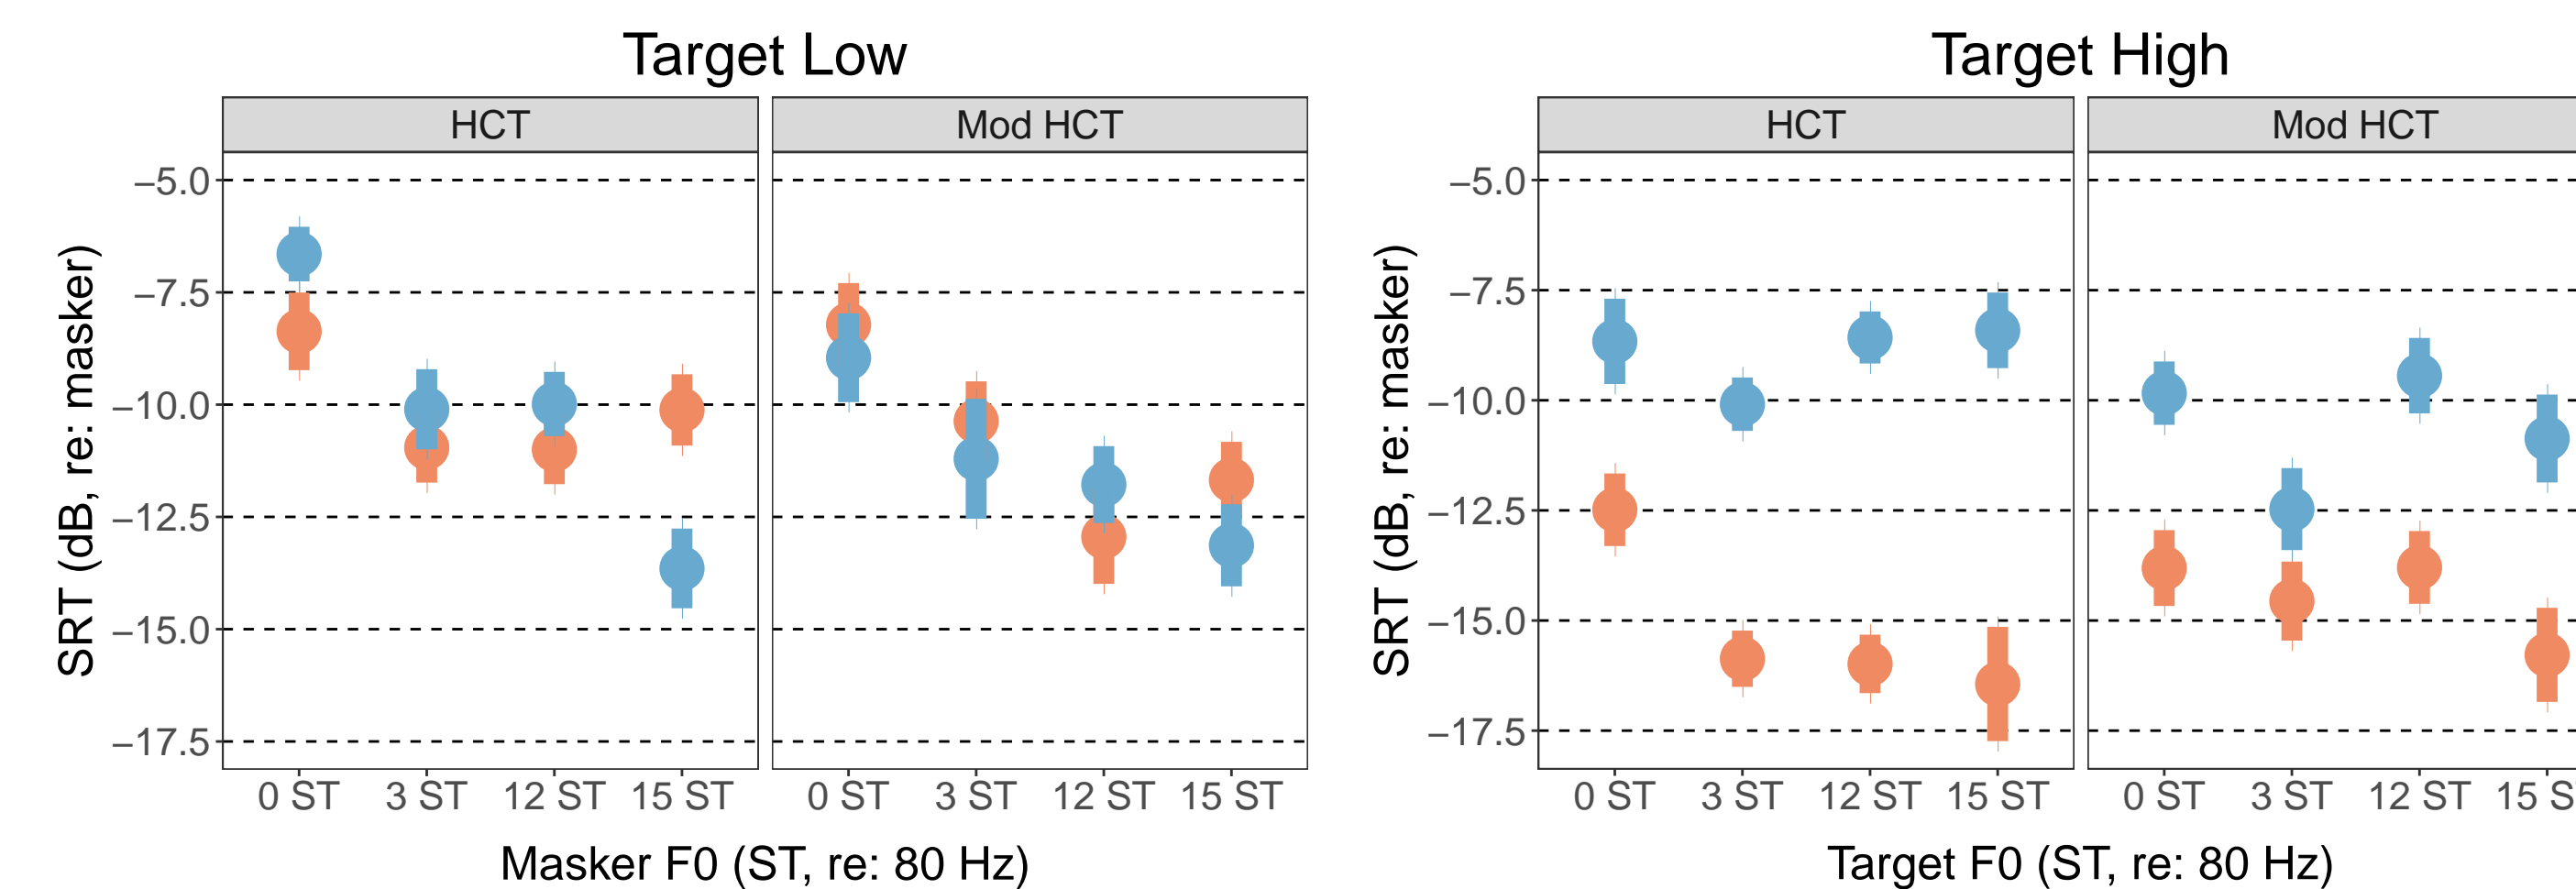 Target Low
HCT
Mod HCT
−5.0
−7.5
−10.0
−12.5
−15.0
−17.5
SRT (dB, re: masker)
0 ST 3 ST 12 ST 15 ST
0 ST 3 ST 12 ST 15 ST
Masker F0 (ST, re: 80 Hz)
Target High
HCT
Mod HCT
−5.0
−7.5
−10.0
−12.5
−15.0
−17.5
SRT (dB, re: masker)
0 ST 3 ST 12 ST 15 ST
0 ST 3 ST 12 ST 15 S
Target F0 (ST, re: 80 Hz)